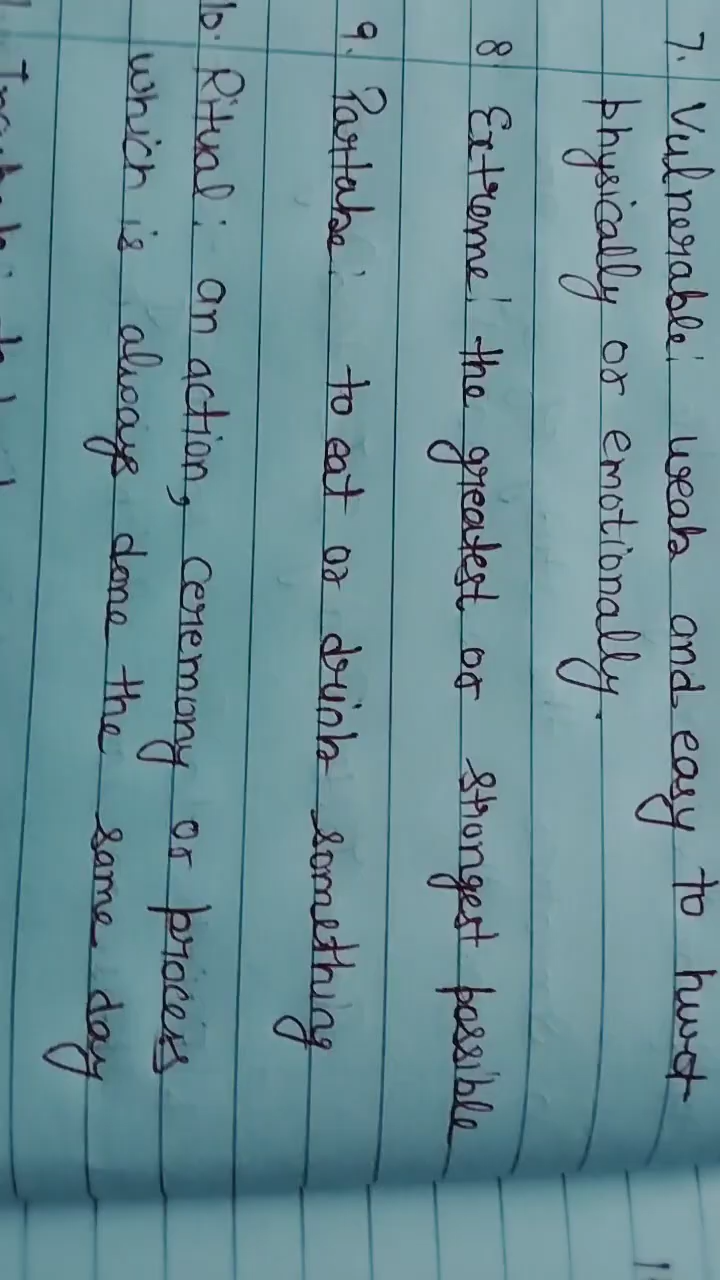 7. Vulnerable: weak and easy to hurt
physically or emotionally.
8 Extreme: the greatest or strongest possible
9. Partake: to eat or drink something
10. Ritual: an action, ceremony or process
which is always done the same day